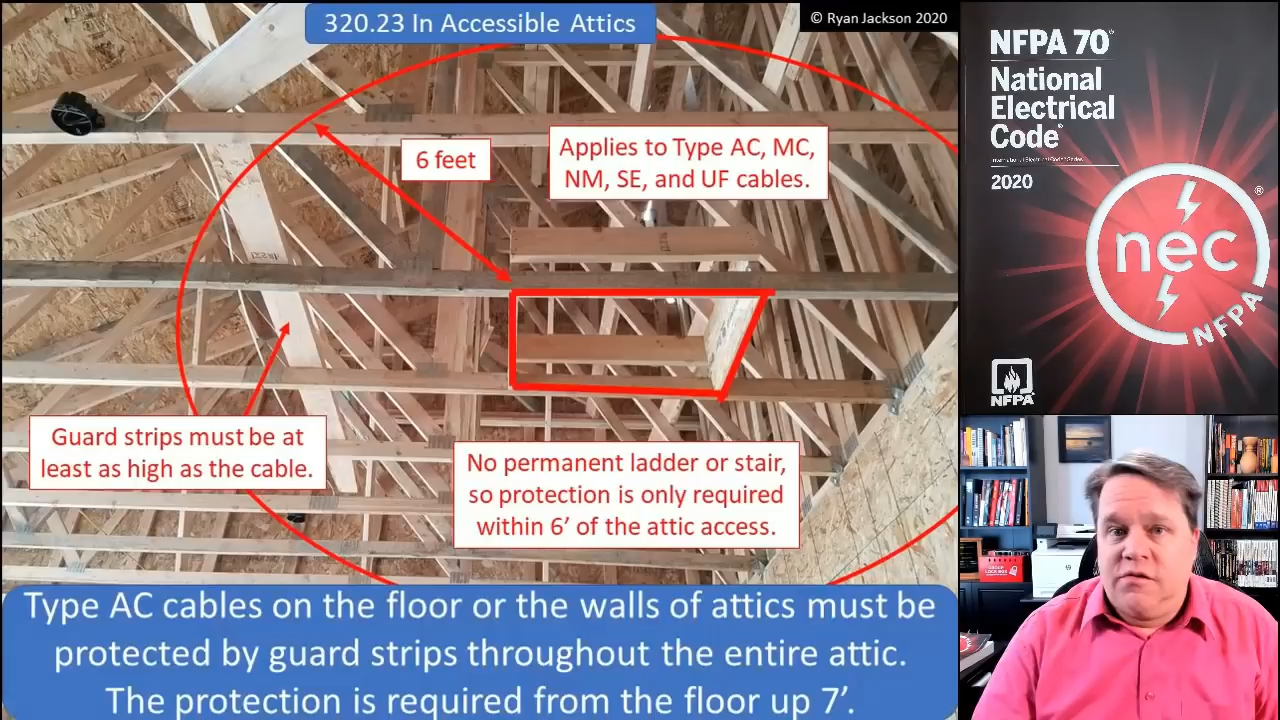 320.23 In Accessible Attics
© Ryan Jackson 2020
6 feet
Applies to Type AC, MC,
NM, SE, and UF cables.
Guard strips must be at
least as high as the cable.
No permanent ladder or stair,
so protection is only required
within 6’ of the attic access.
Type AC cables on the floor or the walls of attics must be
protected by guard strips throughout the entire attic.
The protection is required from the floor up 7’.
NFPA 70®
National
Electrical
Code®
2020
nec
®
NFPA
NFPA